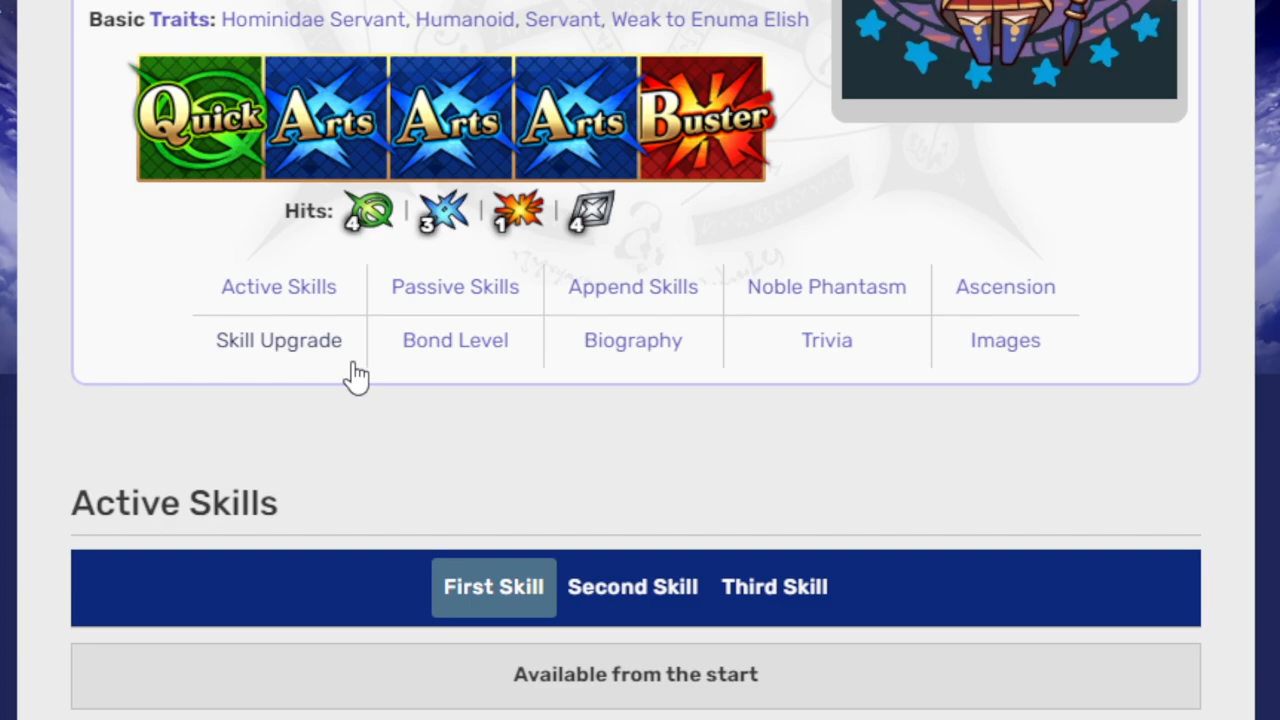 Basic Traits: Hominidae Servant, Humanoid, Servant, Weak to Enuma Elish
Quick Arts Arts Arts Buster
Hits: 4 | 3 | 1 | 4
Active Skills Passive Skills Append Skills Noble Phantasm Ascension
Skill Upgrade Bond Level Biography Trivia Images
Active Skills
First Skill Second Skill Third Skill
Available from the start